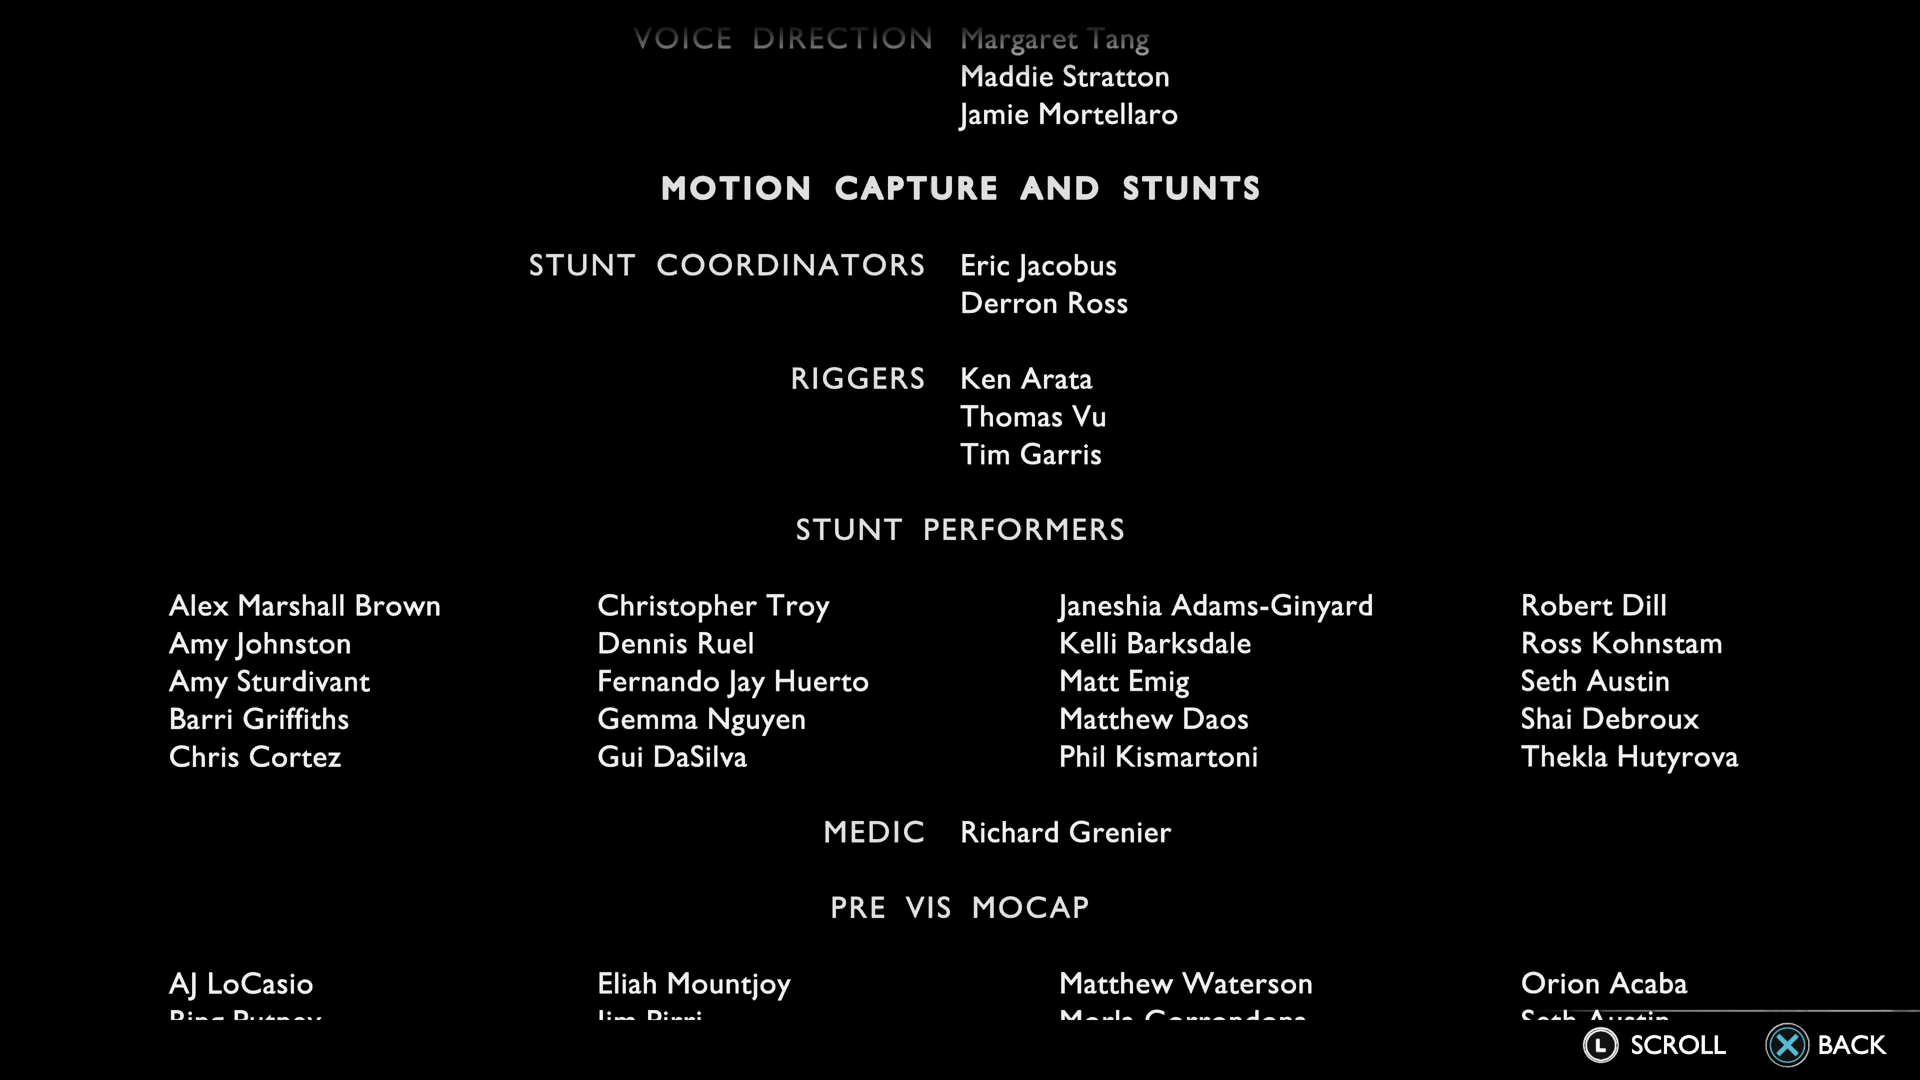 VOICE DIRECTION Margaret Tang
Maddie Stratton
Jamie Mortellaro
MOTION CAPTURE AND STUNTS
STUNT COORDINATORS Eric Jacobus
Derron Ross
RIGGERS Ken Arata
Thomas Vu
Tim Garris
STUNT PERFORMERS
Alex Marshall Brown Christopher Troy Janeshia Adams-Ginyard Robert Dill
Amy Johnston Dennis Ruel Kelli Barksdale Ross Kohnstam
Amy Sturdivant Fernando Jay Huerto Matt Emig Seth Austin
Barri Griffiths Gemma Nguyen Matthew Daos Shai Debroux
Chris Cortez Gui DaSilva Phil Kismartoni Thekla Hutyrova
MEDIC Richard Grenier
PRE VIS MOCAP
AJ LoCasio Eliah Mountjoy Matthew Waterson Orion Acaba
Jim Pirri Seth Austin
L SCROLL BACK